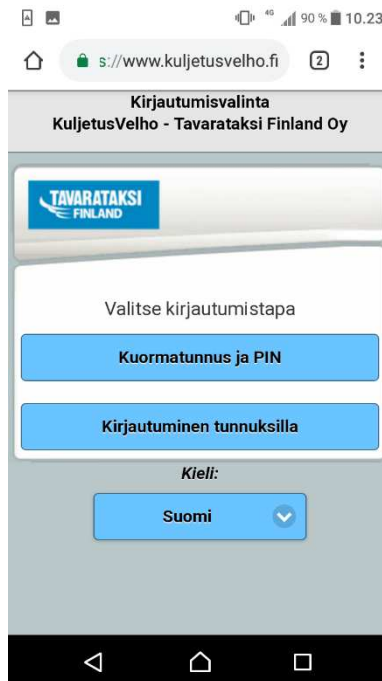 4G 90 % 10.23
s://www.kuljetusvelho.fi 2
Kirjautumisvalinta
KuljetusVelho - Tavarataksi Finland Oy
TAVARATAKSI
FINLAND
Valitse kirjautumistapa
Kuormatunnus ja PIN
Kirjautuminen tunnuksilla
Kieli:
Suomi